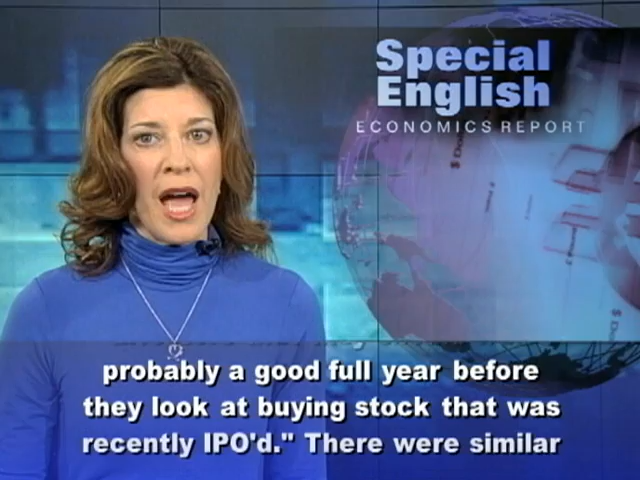 Special
English
ECONOMICS REPORT
probably a good full year before
they look at buying stock that was
recently IPO'd." There were similar